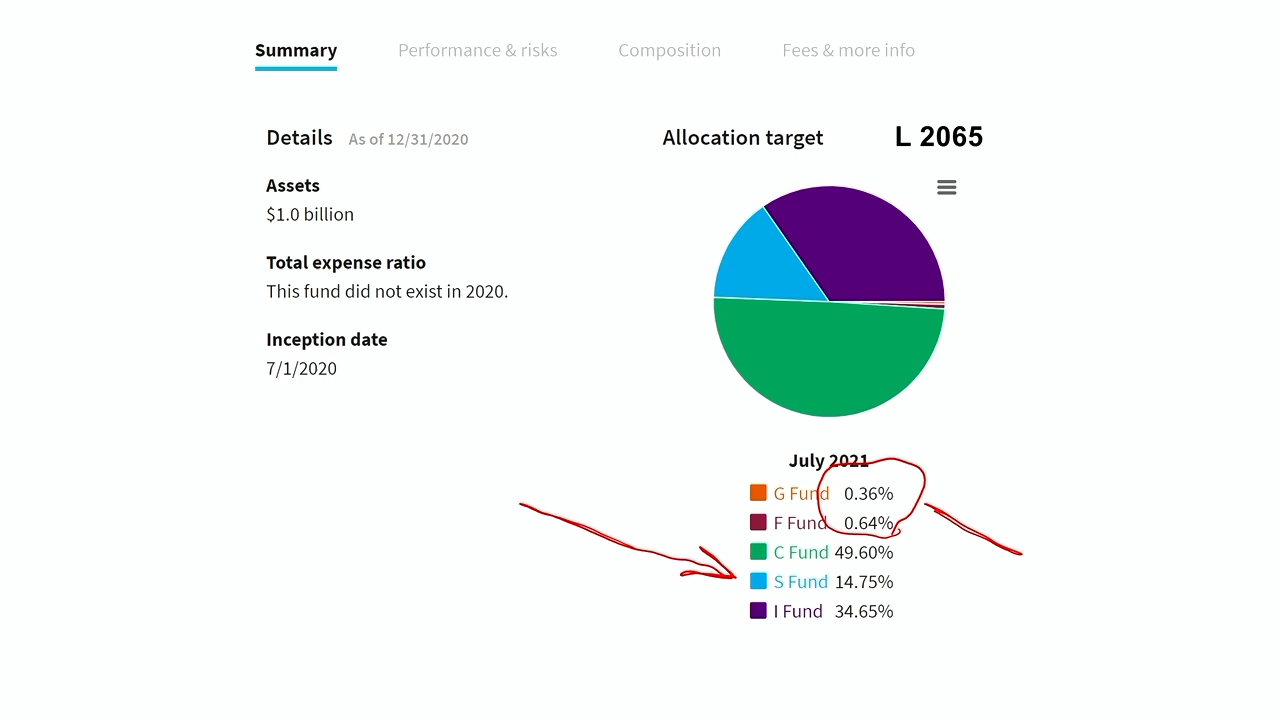 Summary Performance & risks Composition Fees & more info
Details As of 12/31/2020
Assets
$1.0 billion
Total expense ratio
This fund did not exist in 2020.
Inception date
7/1/2020
Allocation target L 2065
July 2021
G Fund 0.36%
F Fund 0.64%
C Fund 49.60%
S Fund 14.75%
I Fund 34.65%